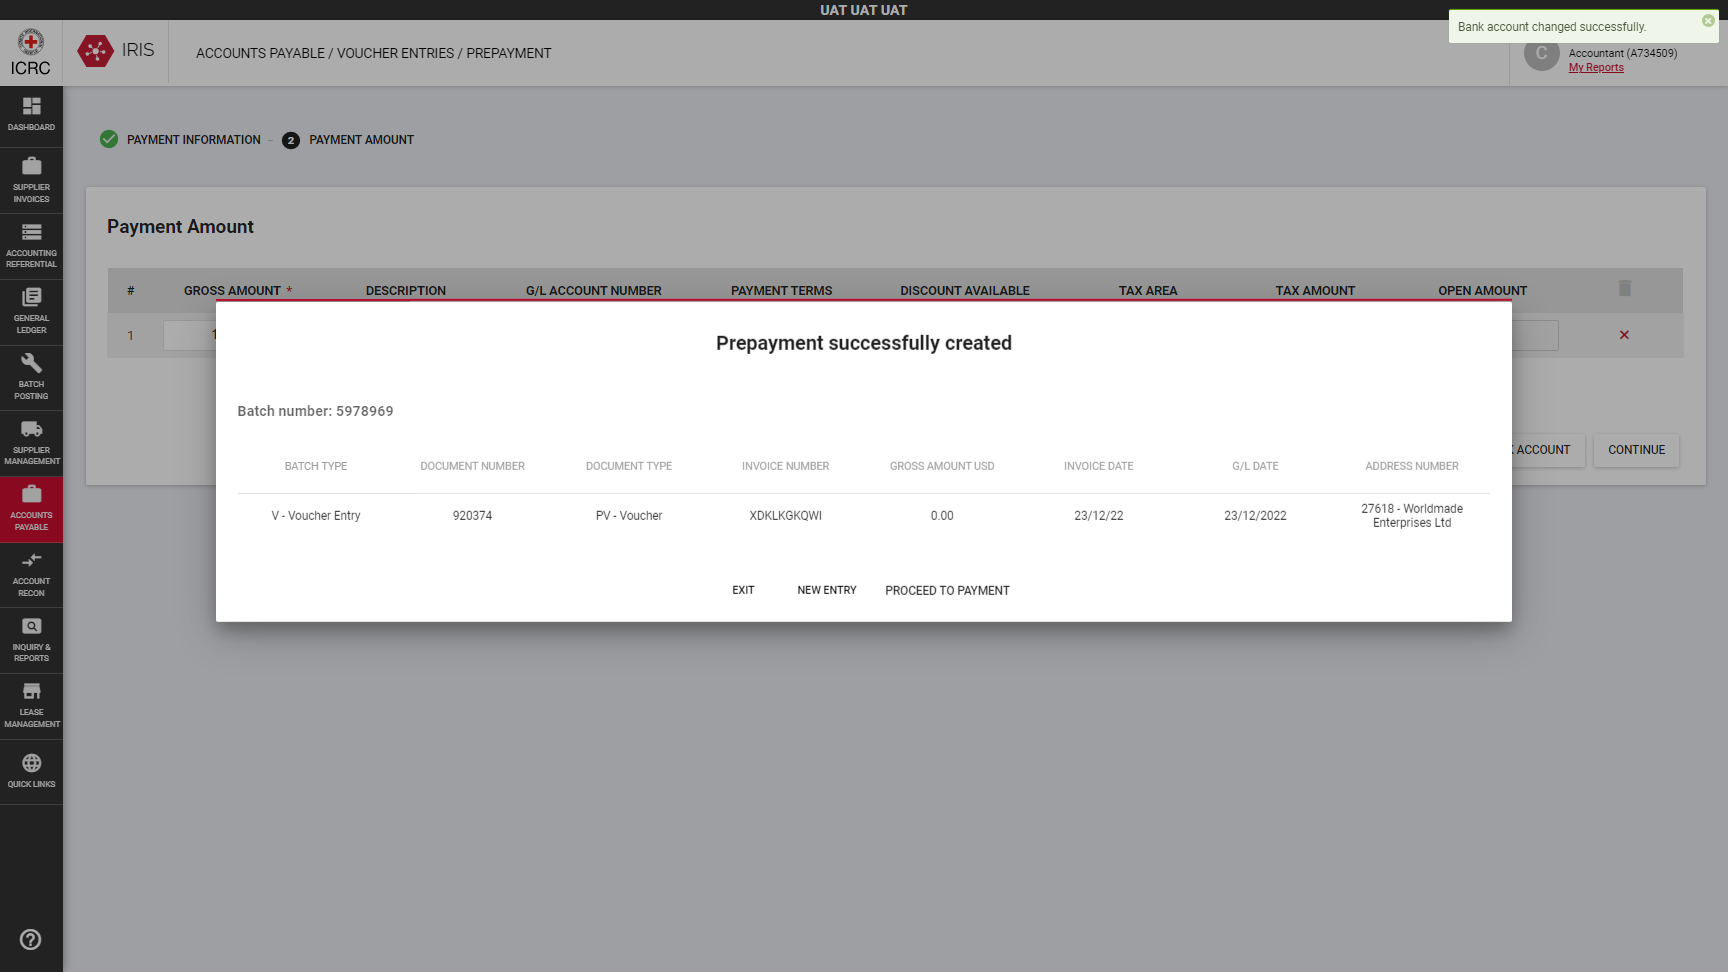 UAT UAT UAT
Bank account changed successfully.
ICRC
IRIS
ACCOUNTS PAYABLE / VOUCHER ENTRIES / PREPAYMENT
C
Accountant (A734509)
My Reports
DASHBOARD
SUPPLIER
INVOICES
ACCOUNTING
REFERENTIAL
GENERAL
LEDGER
BATCH
POSTING
SUPPLIER
MANAGEMENT
ACCOUNTS
PAYABLE
ACCOUNT
RECON
INQUIRY &
REPORTS
LEASE
MANAGEMENT
QUICK LINKS
PAYMENT INFORMATION – 2 PAYMENT AMOUNT
Payment Amount
# GROSS AMOUNT * DESCRIPTION G/L ACCOUNT NUMBER PAYMENT TERMS DISCOUNT AVAILABLE TAX AREA TAX AMOUNT OPEN AMOUNT
1 1
ACCOUNT CONTINUE
Prepayment successfully created
Batch number: 5978969
BATCH TYPE DOCUMENT NUMBER DOCUMENT TYPE INVOICE NUMBER GROSS AMOUNT USD INVOICE DATE G/L DATE ADDRESS NUMBER
V - Voucher Entry 920374 PV - Voucher XDKLKGKQWI 0.00 23/12/22 23/12/2022 27618 - Worldmade
Enterprises Ltd
EXIT NEW ENTRY PROCEED TO PAYMENT